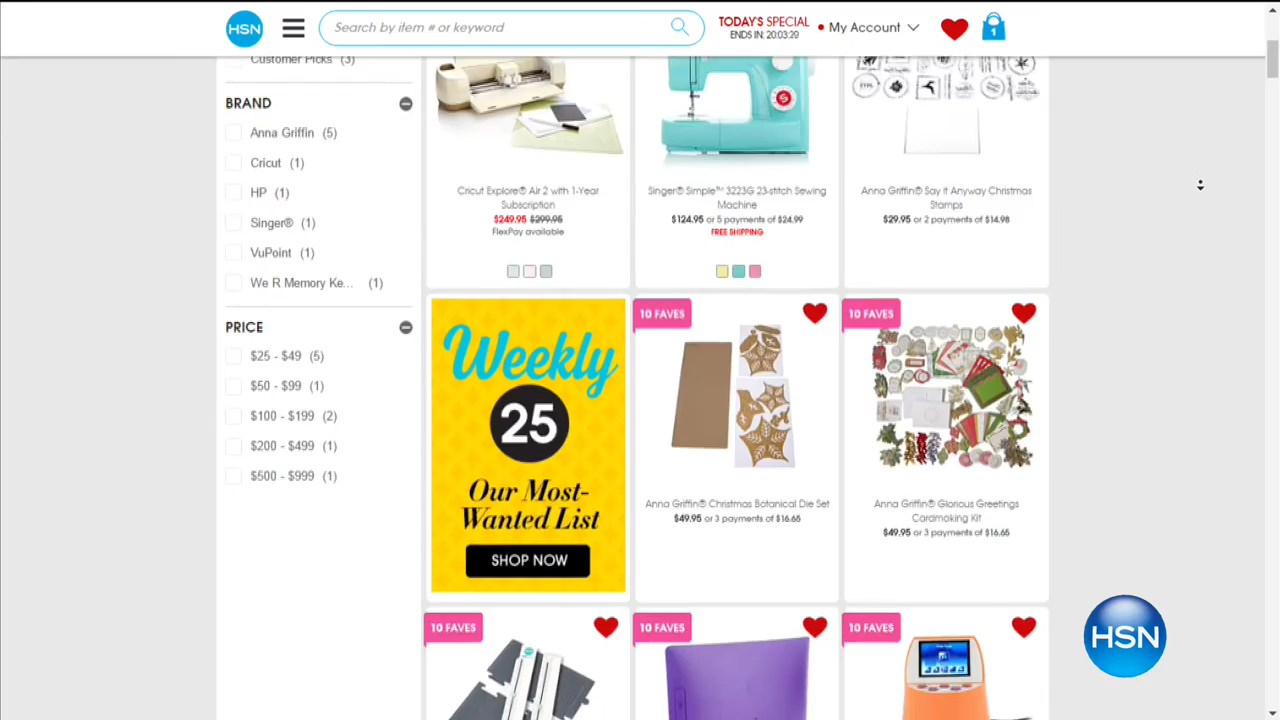 HSN
Search by item # or keyword
TODAY'S SPECIAL
ENDS IN: 20:03:29
My Account
1
Customer Picks (3)
BRAND
Anna Griffin (5)
Cricut (1)
HP (1)
Singer® (1)
VuPoint (1)
We R Memory Ke... (1)
PRICE
$25 - $49 (5)
$50 - $99 (1)
$100 - $199 (2)
$200 - $499 (1)
$500 - $999 (1)
Cricut Explore® Air 2 with 1-Year
Subscription
$249.95 $299.95
FlexPay available
Singer® Simple™ 3223G 23-stitch Sewing
Machine
$124.95 or 5 payments of $24.99
FREE SHIPPING
Anna Griffin® Say It Anyway Christmas
Stamps
$29.95 or 2 payments of $14.98
Weekly
25
Our Most-
Wanted List
SHOP NOW
10 FAVES
Anna Griffin® Christmas Botanical Die Set
$49.95 or 3 payments of $16.65
10 FAVES
Anna Griffin® Glorious Greetings
Cardmaking Kit
$49.95 or 3 payments of $16.65
10 FAVES
10 FAVES
10 FAVES
HSN